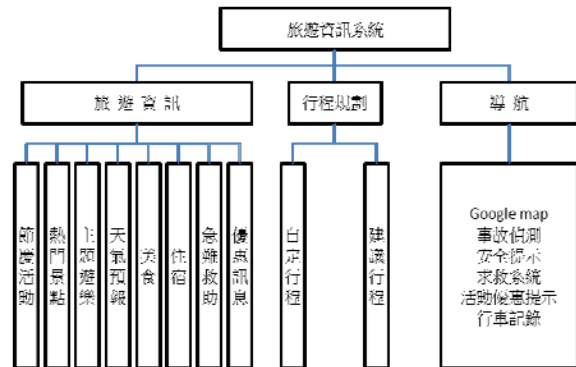 旅遊資訊系統
旅遊資訊
行程規劃
導航
節慶活動
熱門景點
主題遊樂
天氣預報
美食
住宿
急難救助
優惠訊息
自定行程
建議行程
Google map
事故偵測
安全提示
求救系統
活動優惠提示
行車記錄